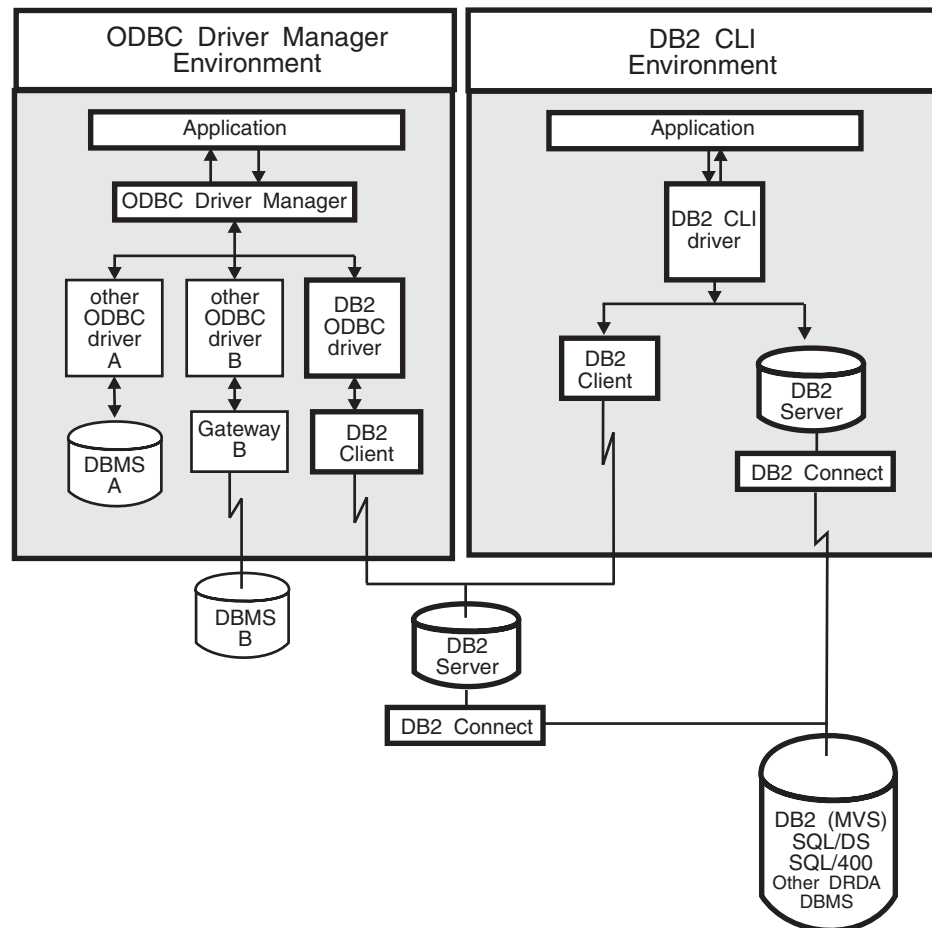 ODBC Driver Manager
Environment
DB2 CLI
Environment
Application
ODBC Driver Manager
other
ODBC
driver
A
other
ODBC
driver
B
DB2
ODBC
driver
DBMS
A
Gateway
B
DB2
Client
DBMS
B
Application
DB2 CLI
driver
DB2
Client
DB2
Server
DB2 Connect
DB2
Server
DB2 Connect
DB2 (MVS)
SQL/DS
SQL/400
Other DRDA
DBMS